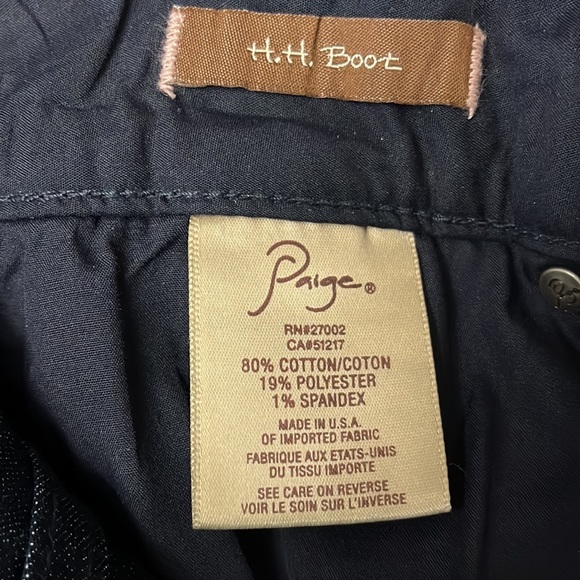 H.H. Boot
Paige®
RN#27002
CA#51217
80% COTTON/COTON
19% POLYESTER
1% SPANDEX
MADE IN U.S.A.
OF IMPORTED FABRIC
FABRIQUE AUX ETATS-UNIS
DU TISSU IMPORTE
SEE CARE ON REVERSE
VOIR LE SOIN SUR L'INVERSE